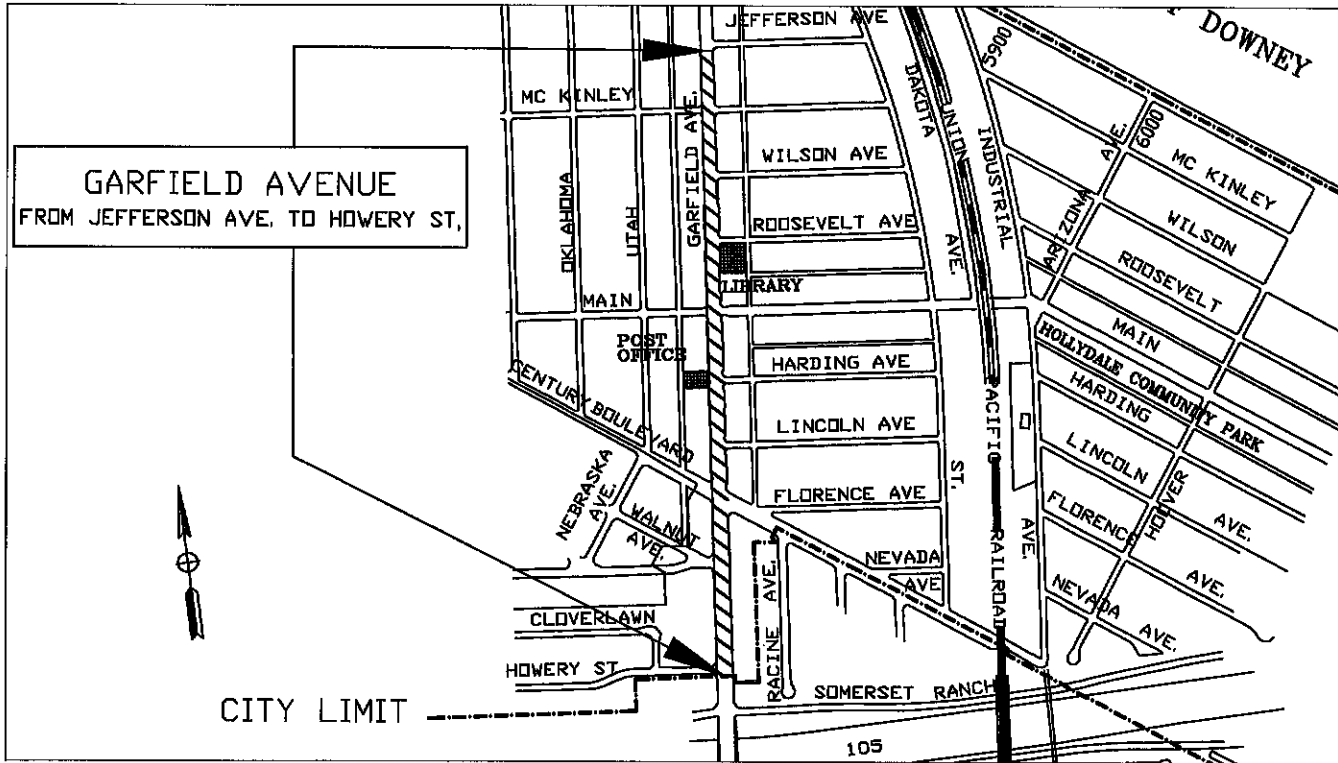 JEFFERSON AVE
DOWNEY
5900
6000
MC KINLEY
GARFIELD AVENUE
FROM JEFFERSON AVE. TO HOWERY ST.
OKLAHOMA
UTAH
GARFIELD AVE.
DAKOTA
AVE.
ST.
UNION
PACIFIC
RAILROAD
INDUSTRIAL
AVE.
WILSON AVE
ROOSEVELT AVE
LIBRARY
MAIN
POST
OFFICE
HARDING AVE
LINCOLN AVE
FLORENCE AVE
CENTURY BOULEVARD
NEBRASKA
AVE.
WALNUT
AVE.
NEVADA
AVE
RACINE AVE.
CLOVERLAWN
HOWERY ST
CITY LIMIT
SOMERSET RANCH
105
ARIZONA
AVE.
MC KINLEY
WILSON
ROOSEVELT
MAIN
HOLLYDALE COMMUNITY PARK
HARDING
LINCOLN
AVE.
FLORENCE
AVE.
HOOVER
NEVADA AVE.